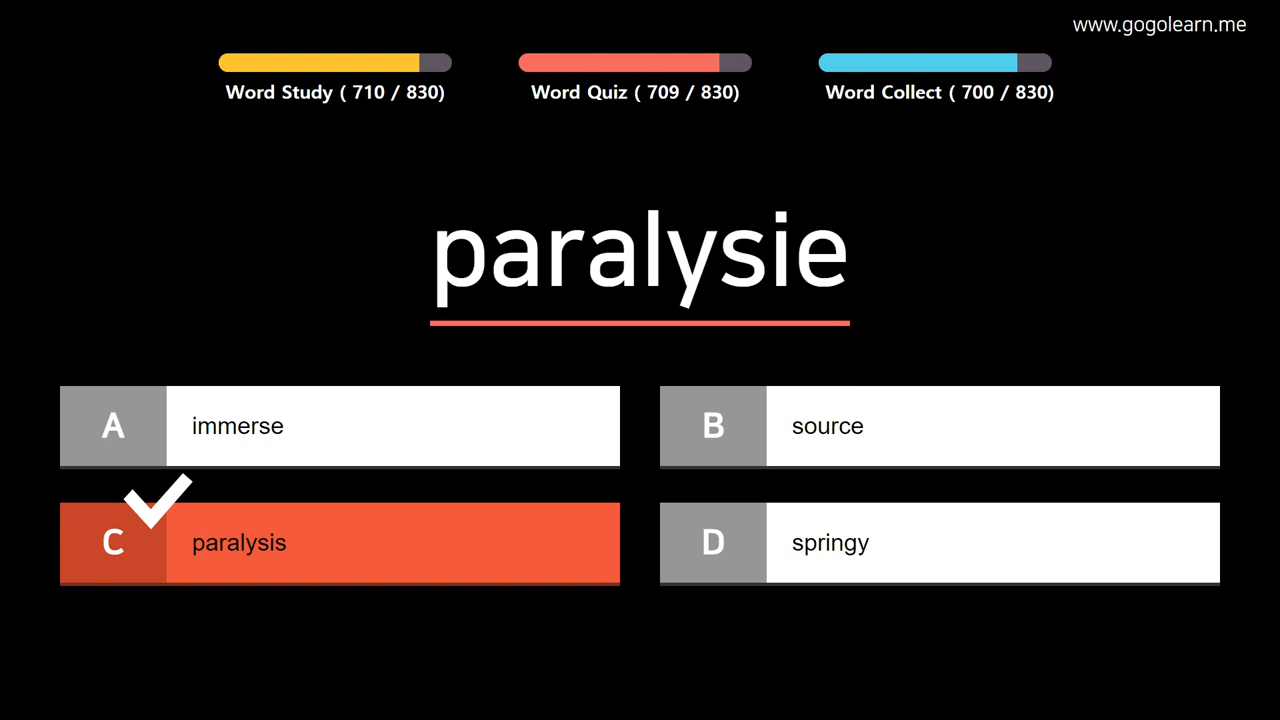 www.gogolearn.me
Word Study ( 710 / 830)
Word Quiz ( 709 / 830)
Word Collect ( 700 / 830)
paralysie
A immerse
B source
C paralysis
D springy